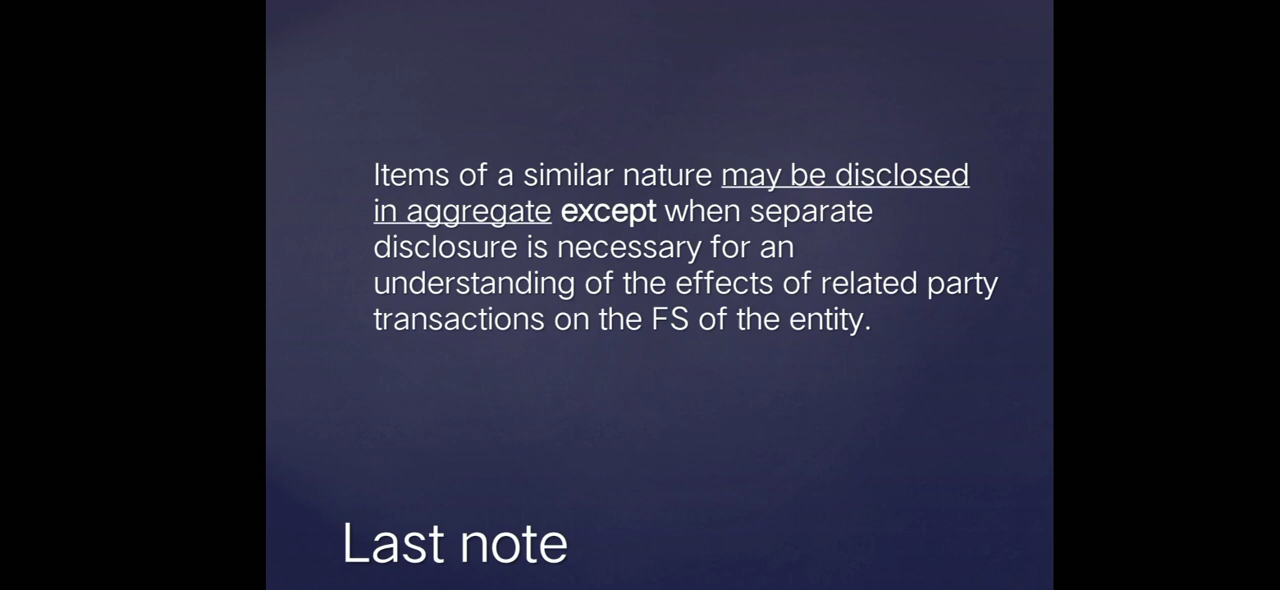 Items of a similar nature may be disclosed
in aggregate except when separate
disclosure is necessary for an
understanding of the effects of related party
transactions on the FS of the entity.
Last note